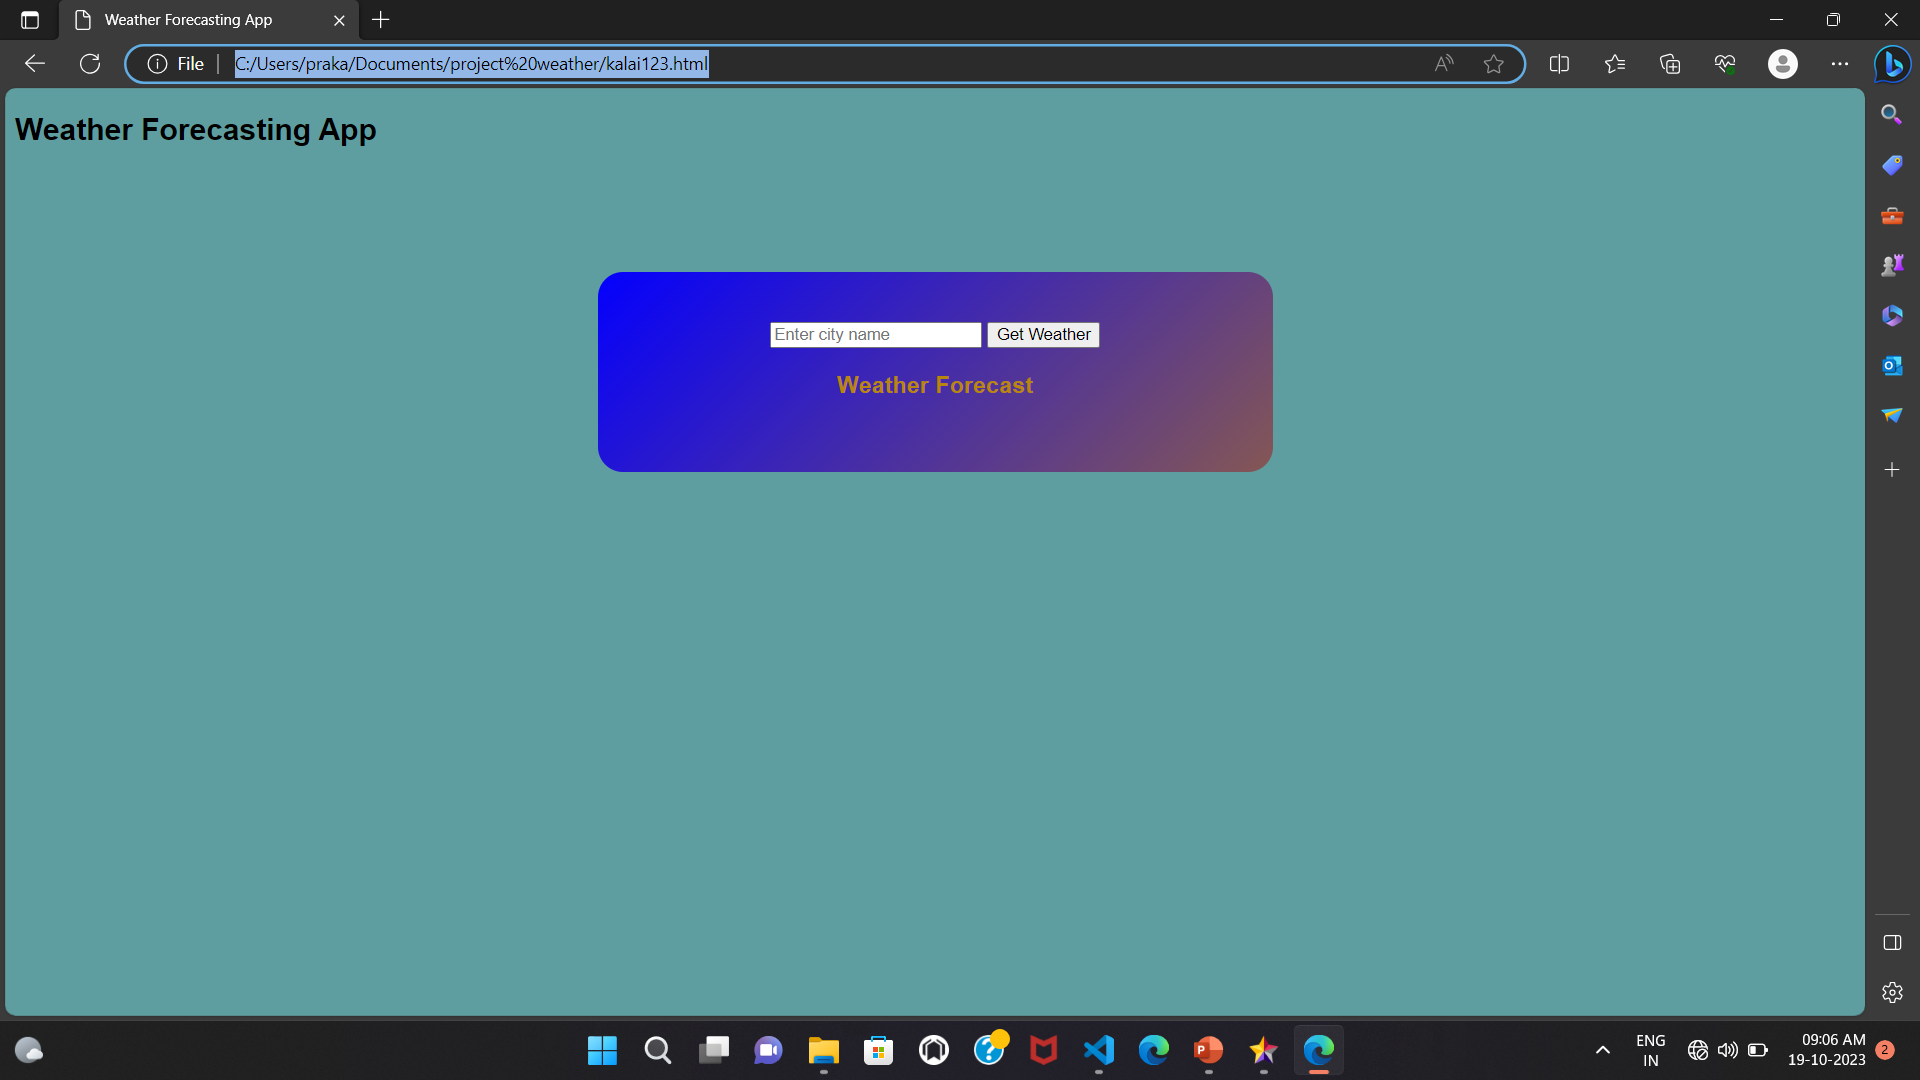 Weather Forecasting App
File
C:/Users/praka/Documents/project%20weather/kalai123.html
Weather Forecasting App
Enter city name
Get Weather
Weather Forecast
ENG
IN
09:06 AM
19-10-2023
2